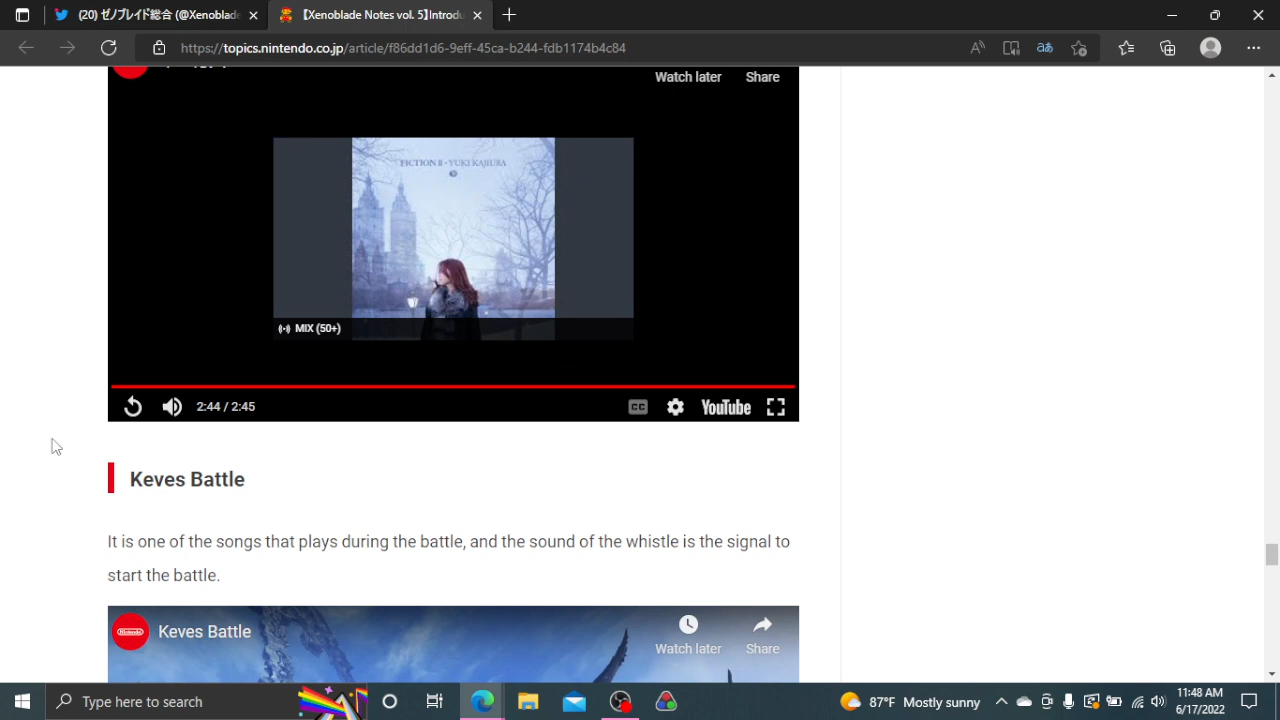 (20) ゼノブレイド総合 (@Xenoblade
【Xenoblade Notes vol. 5】Introdu
https://topics.nintendo.co.jp/article/f86dd1d6-9eff-45ca-b244-fdb1174b4c84
Watch later
Share
FICTION II - YUKI KAJIURA
MIX (50+)
2:44 / 2:45
CC
YouTube
Keves Battle
It is one of the songs that plays during the battle, and the sound of the whistle is the signal to
start the battle.
Nintendo
Keves Battle
Watch later
Share
Type here to search
87°F Mostly sunny
11:48 AM
6/17/2022